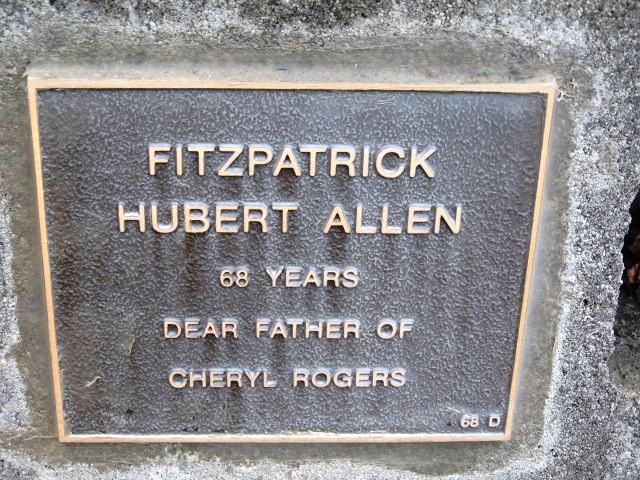 FITZPATRICK
HUBERT ALLEN
68 YEARS
DEAR FATHER OF
CHERYL ROGERS
68 D